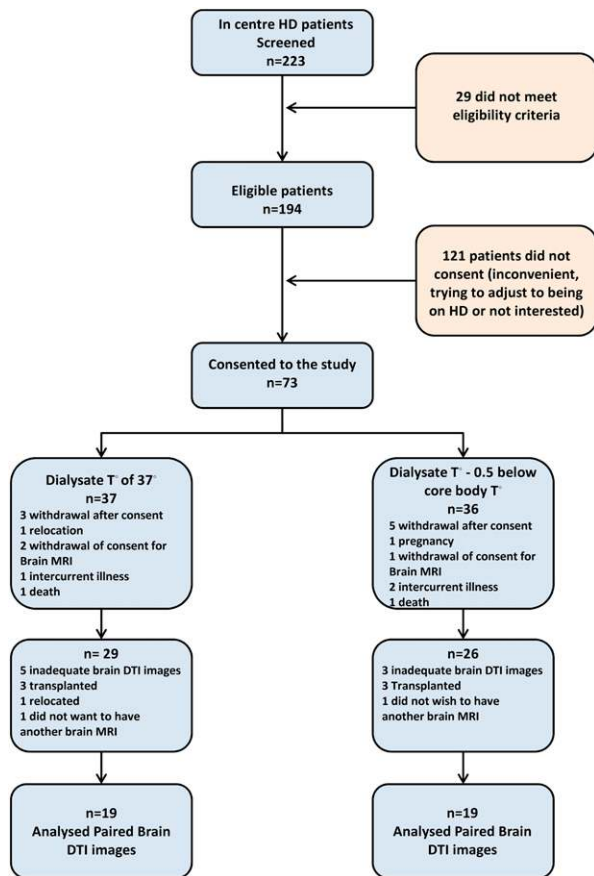 In centre HD patients
Screened
n=223
29 did not meet
eligibility criteria
Eligible patients
n=194
121 patients did not
consent (inconvenient,
trying to adjust to being
on HD or not interested)
Consented to the study
n=73
Dialysate T° of 37°
n=37
3 withdrawal after consent
1 relocation
2 withdrawal of consent for
Brain MRI
1 intercurrent illness
1 death
Dialysate T° - 0.5 below
core body T°
n=36
5 withdrawal after consent
1 pregnancy
1 withdrawal of consent for
Brain MRI
2 intercurrent illness
1 death
n= 29
5 inadequate brain DTI images
3 transplanted
1 relocated
1 did not want to have
another brain MRI
n=26
3 inadequate brain DTI images
3 Transplanted
1 did not wish to have
another brain MRI
n=19
Analysed Paired Brain
DTI images
n=19
Analysed Paired Brain
DTI images